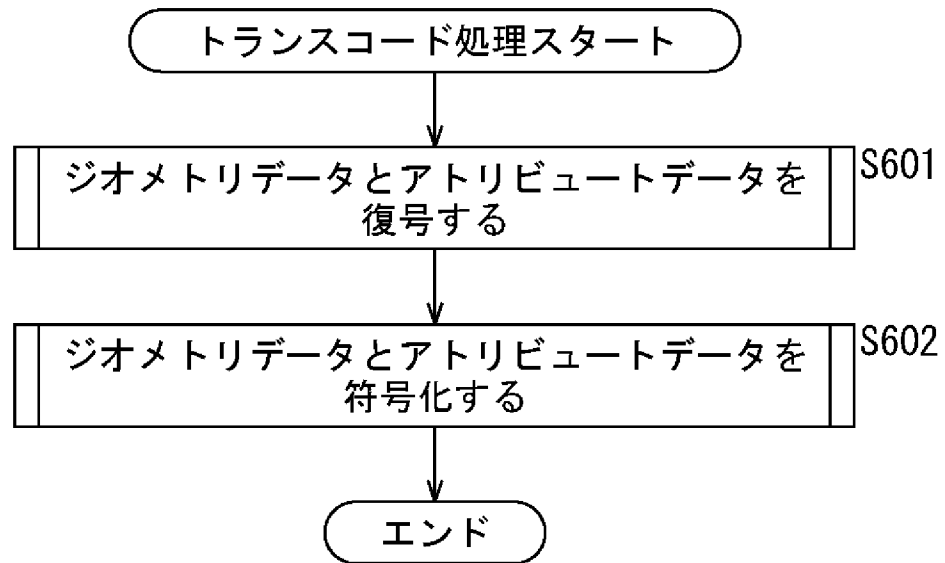 トランスコード処理スタート
ジオメトリデータとアトリビュートデータを
復号する
S601
ジオメトリデータとアトリビュートデータを
符号化する
S602
エンド